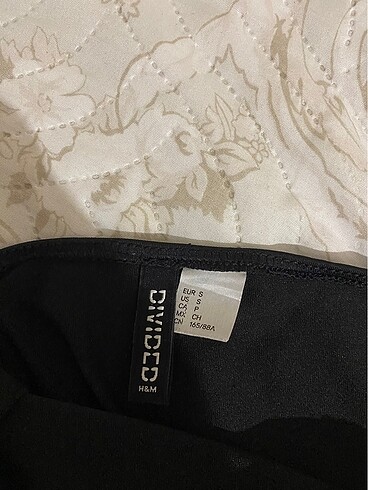 DIVIDED
H&M
EUR S
US S
CA P
MX CH
CN 165/88A